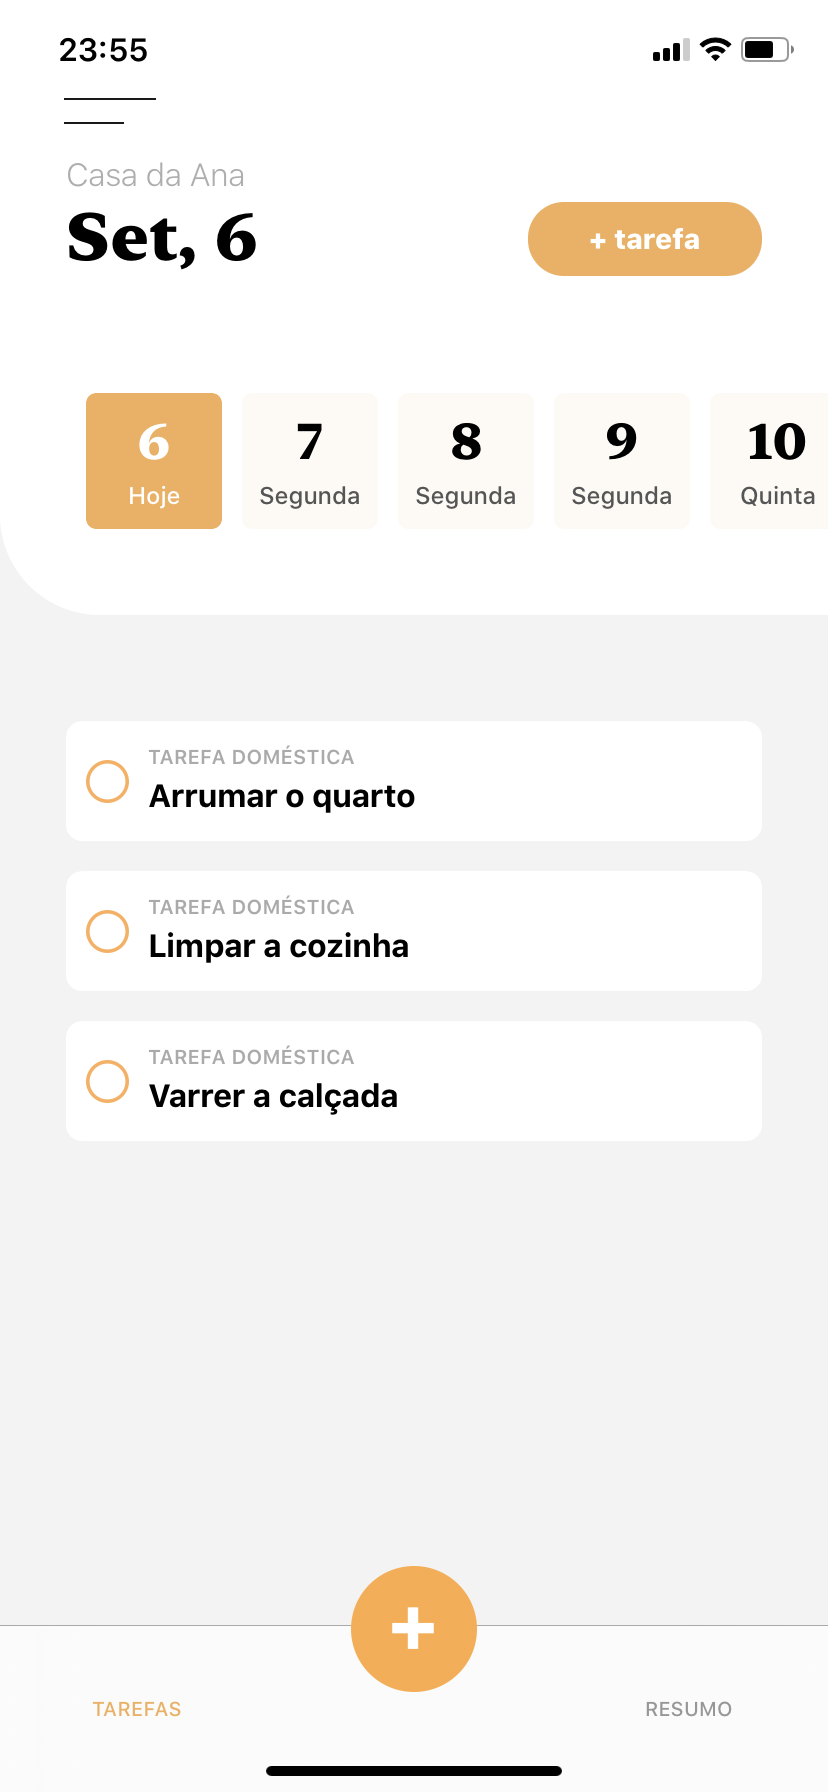 23:55
Casa da Ana
Set, 6
+ tarefa
6
Hoje
7
Segunda
8
Segunda
9
Segunda
10
Quinta
TAREFA DOMÉSTICA
Arrumar o quarto
TAREFA DOMÉSTICA
Limpar a cozinha
TAREFA DOMÉSTICA
Varrer a calçada
+
TAREFAS
RESUMO